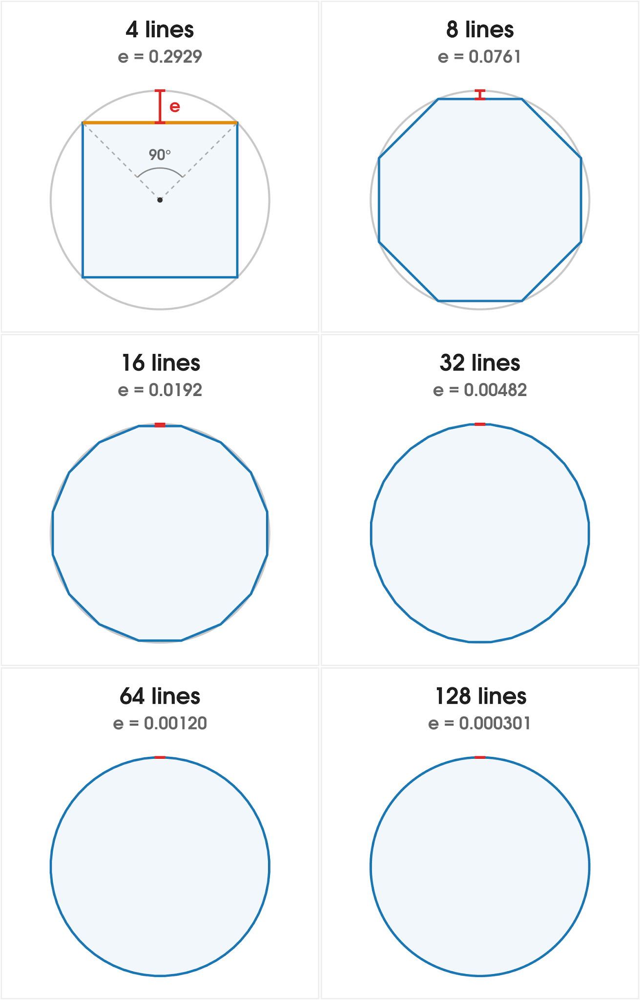 4 lines
e = 0.2929
e
90°
8 lines
e = 0.0761
16 lines
e = 0.0192
32 lines
e = 0.00482
64 lines
e = 0.00120
128 lines
e = 0.000301